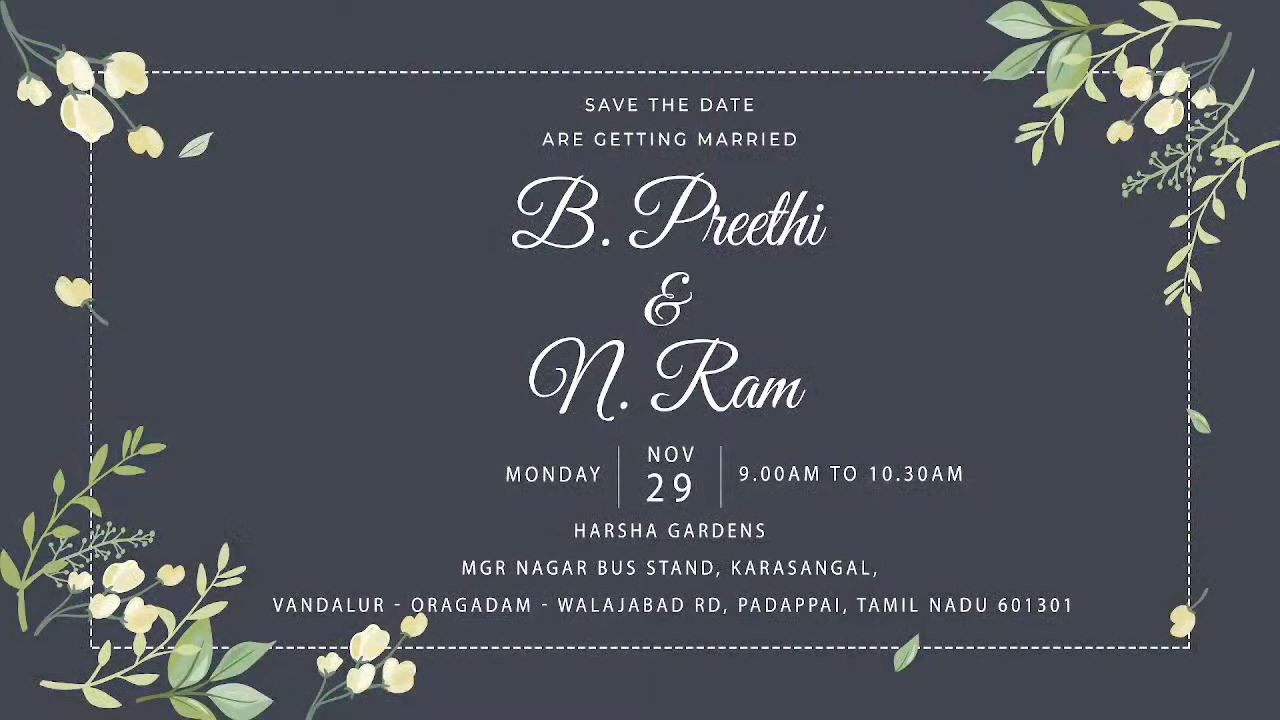 SAVE THE DATE
ARE GETTING MARRIED
B. Preethi
&
N. Ram
MONDAY
NOV
29
9.00AM TO 10.30AM
HARSHA GARDENS
MGR NAGAR BUS STAND, KARASANGAL,
VANDALUR - ORAGADAM - WALAJABAD RD, PADAPPAI, TAMIL NADU 601301